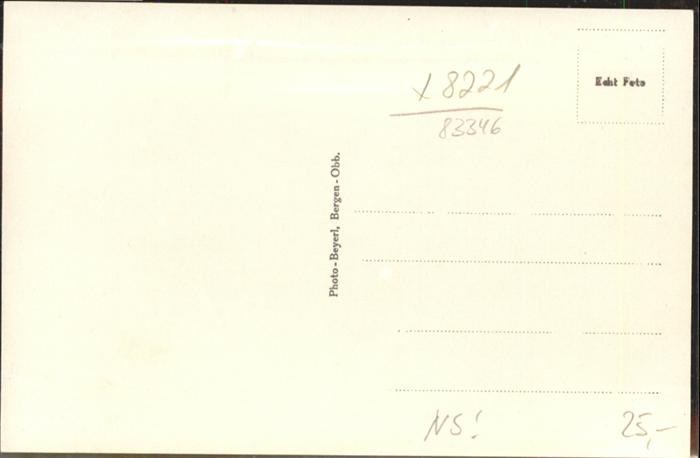 x 8221
83346
Echt Foto
Photo-Beyerl, Bergen-Obb.
NS!
25,-